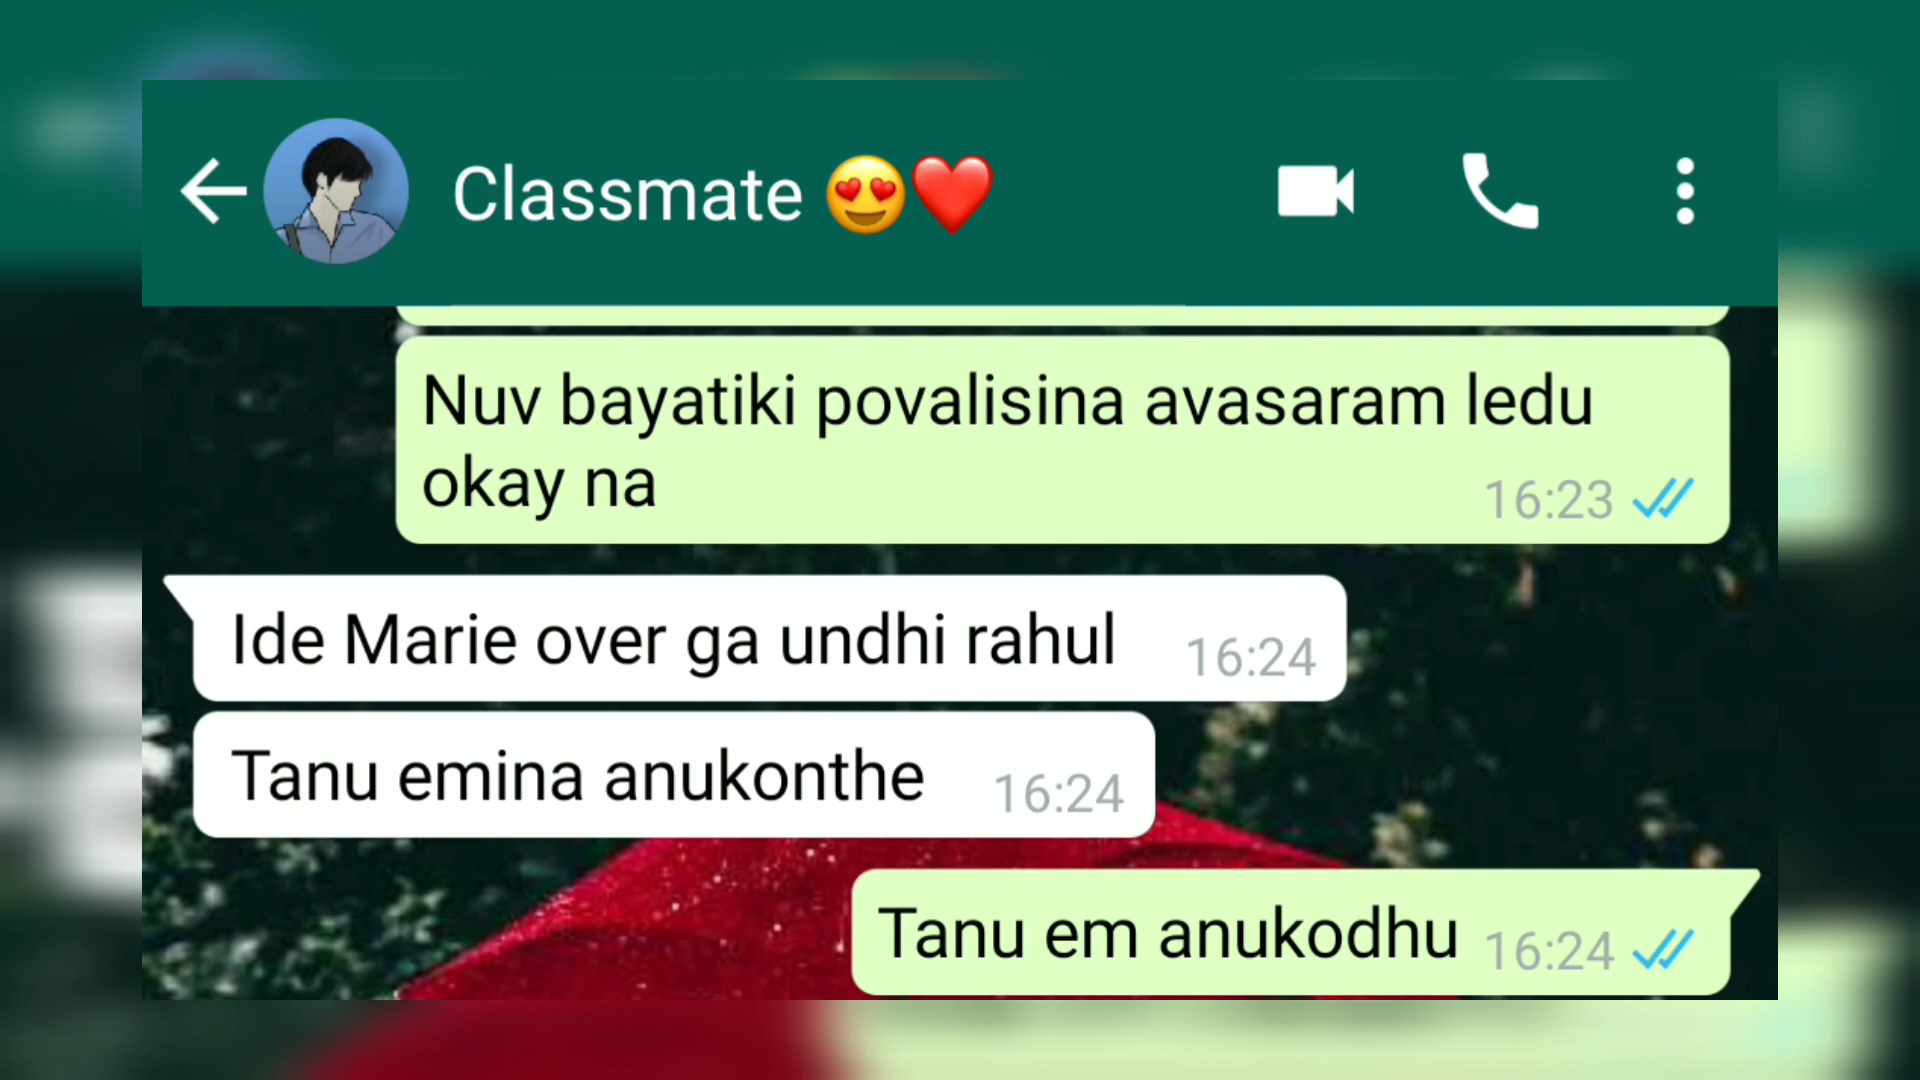 Classmate 😍❤️
Nuv bayatiki povalisina avasaram ledu
okay na
16:23
Ide Marie over ga undhi rahul 16:24
Tanu emina anukonthe 16:24
Tanu em anukodhu 16:24